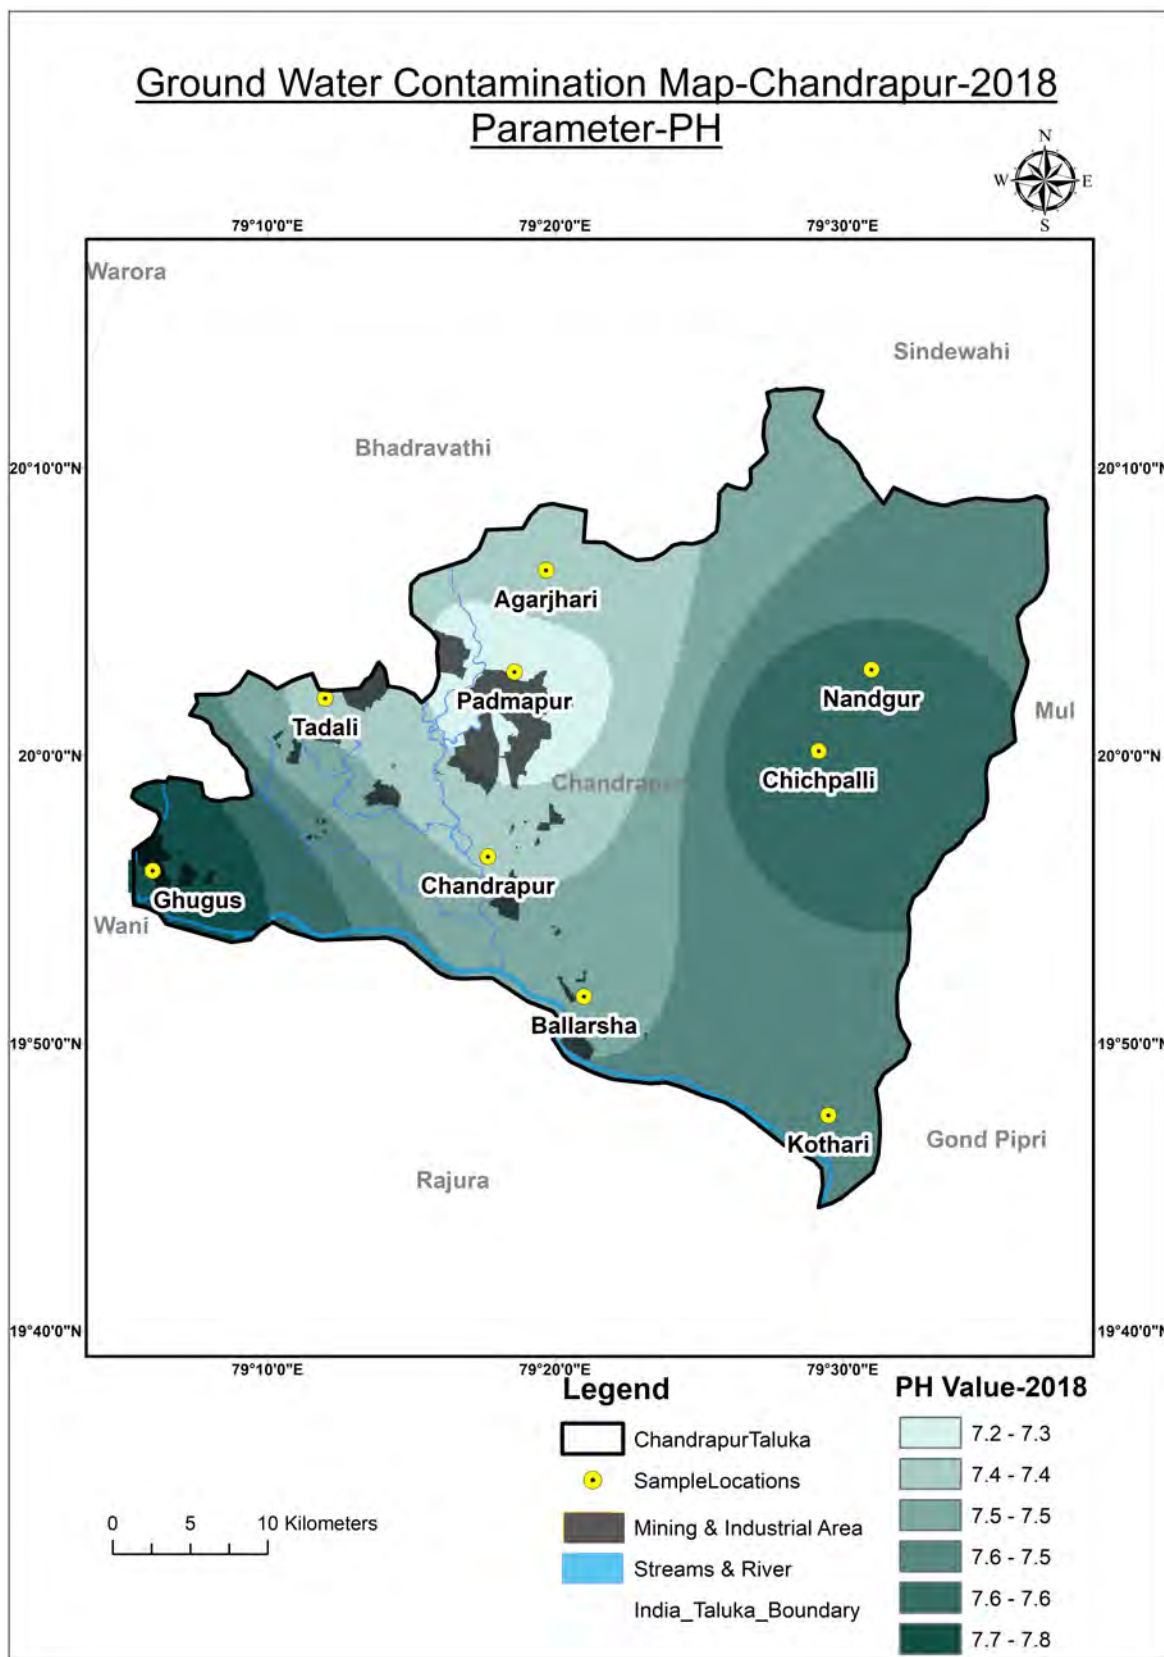 Ground Water Contamination Map-Chandrapur-2018
Parameter-PH
N
W E
S
79°10'0"E 79°20'0"E 79°30'0"E
Warora
Sindewahi
Bhadravathi
20°10'0"N 20°10'0"N
Agarjhari
Padmapur
Nandgur
Tadali
Mul
20°0'0"N 20°0'0"N
Chichpalli
Chandrapur
Chandrapur
Ghugus
Wani
Ballarsha
19°50'0"N 19°50'0"N
Kothari
Gond Pipri
Rajura
19°40'0"N 19°40'0"N
79°10'0"E 79°20'0"E 79°30'0"E
Legend
ChandrapurTaluka
SampleLocations
Mining & Industrial Area
Streams & River
India_Taluka_Boundary
PH Value-2018
7.2 - 7.3
7.4 - 7.4
7.5 - 7.5
7.6 - 7.5
7.6 - 7.6
7.7 - 7.8
0 5 10 Kilometers